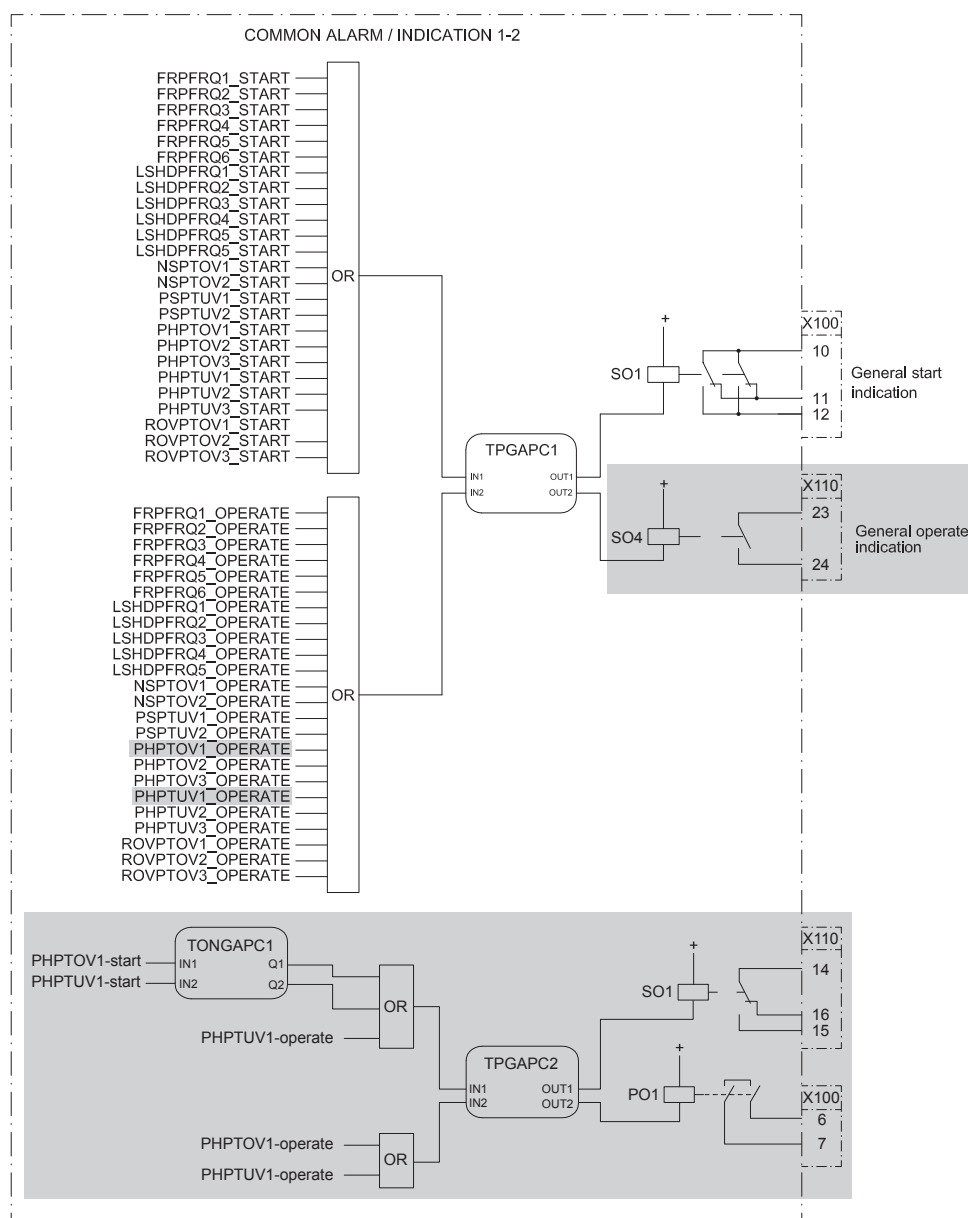 COMMON ALARM / INDICATION 1-2
FRPFRQ1_START
FRPFRQ2_START
FRPFRQ3_START
FRPFRQ4_START
FRPFRQ5_START
FRPFRQ6_START
LSHDPFRQ1_START
LSHDPFRQ2_START
LSHDPFRQ3_START
LSHDPFRQ4_START
LSHDPFRQ5_START
LSHDPFRQ5_START
NSPTOV1_START
NSPTOV2_START
PSPTUV1_START
PSPTUV2_START
PHPTOV1_START
PHPTOV2_START
PHPTOV3_START
PHPTUV1_START
PHPTUV2_START
PHPTUV3_START
ROVPTOV1_START
ROVPTOV2_START
ROVPTOV3_START
OR
TPGAPC1
IN1
IN2
OUT1
OUT2
+
SO1
X100
10
11
12
General start
indication
+
SO4
X110
23
24
General operate
indication
FRPFRQ1_OPERATE
FRPFRQ2_OPERATE
FRPFRQ3_OPERATE
FRPFRQ4_OPERATE
FRPFRQ5_OPERATE
FRPFRQ6_OPERATE
LSHDPFRQ1_OPERATE
LSHDPFRQ2_OPERATE
LSHDPFRQ3_OPERATE
LSHDPFRQ4_OPERATE
LSHDPFRQ5_OPERATE
NSPTOV1_OPERATE
NSPTOV2_OPERATE
PSPTUV1_OPERATE
PSPTUV2_OPERATE
PHPTOV1_OPERATE
PHPTOV2_OPERATE
PHPTOV3_OPERATE
PHPTUV1_OPERATE
PHPTUV2_OPERATE
PHPTUV3_OPERATE
ROVPTOV1_OPERATE
ROVPTOV2_OPERATE
ROVPTOV3_OPERATE
OR
PHPTOV1-start
PHPTUV1-start
TONGAPC1
IN1
IN2
Q1
Q2
OR
PHPTUV1-operate
PHPTOV1-operate
PHPTUV1-operate
OR
TPGAPC2
IN1
IN2
OUT1
OUT2
+
SO1
X110
14
16
15
+
PO1
X100
6
7